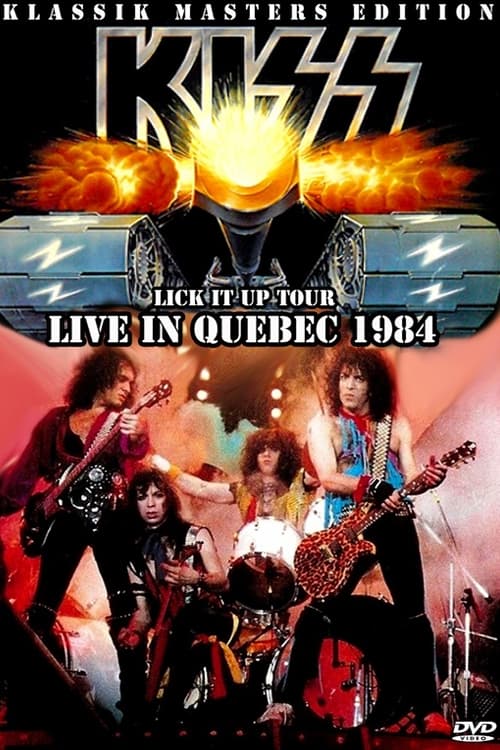 KLASSIK MASTERS EDITION
KISS
LICK IT UP TOUR
LIVE IN QUEBEC 1984
DVD
VIDEO